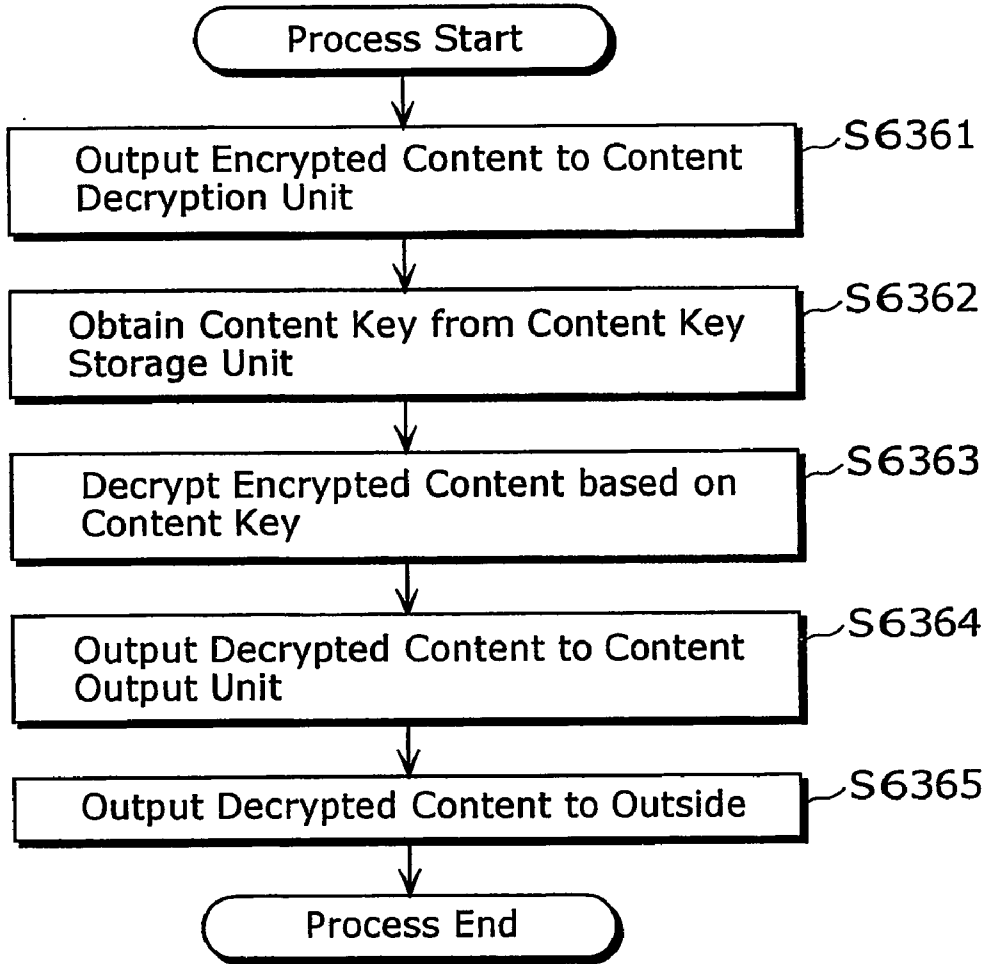 Process Start
S6361
Output Encrypted Content to Content
Decryption Unit
S6362
Obtain Content Key from Content Key
Storage Unit
S6363
Decrypt Encrypted Content based on
Content Key
S6364
Output Decrypted Content to Content
Output Unit
S6365
Output Decrypted Content to Outside
Process End